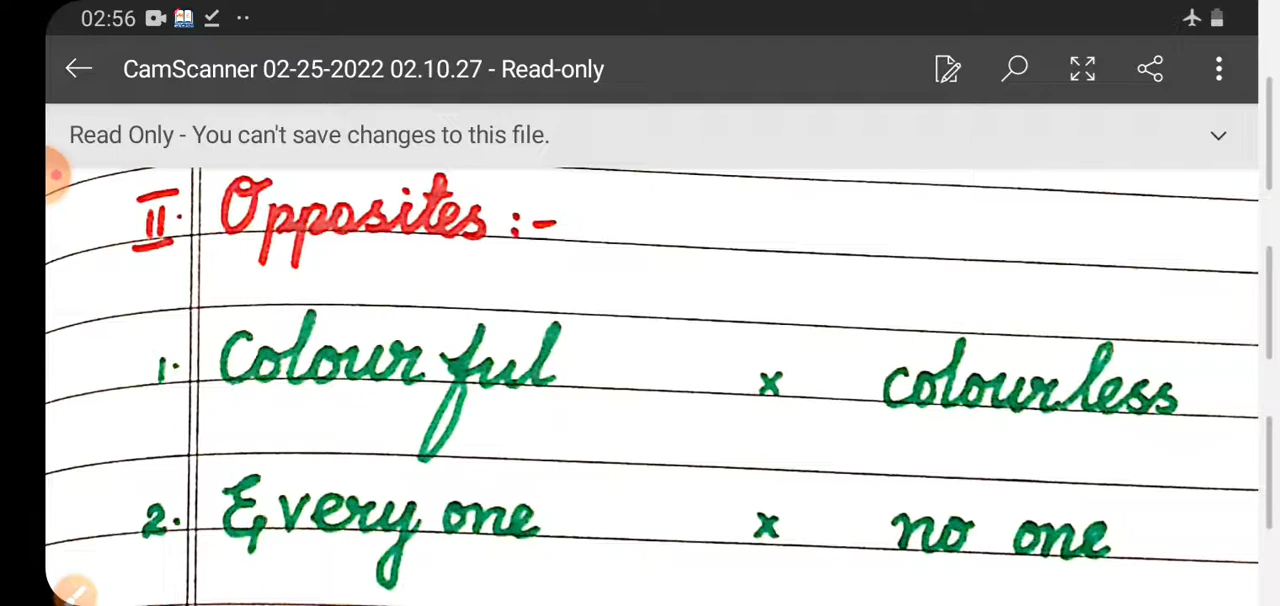 02:56
CamScanner 02-25-2022 02.10.27 - Read-only
Read Only - You can't save changes to this file.
II. Opposites :-
1. Colourful x colourless
2. Every one x no one